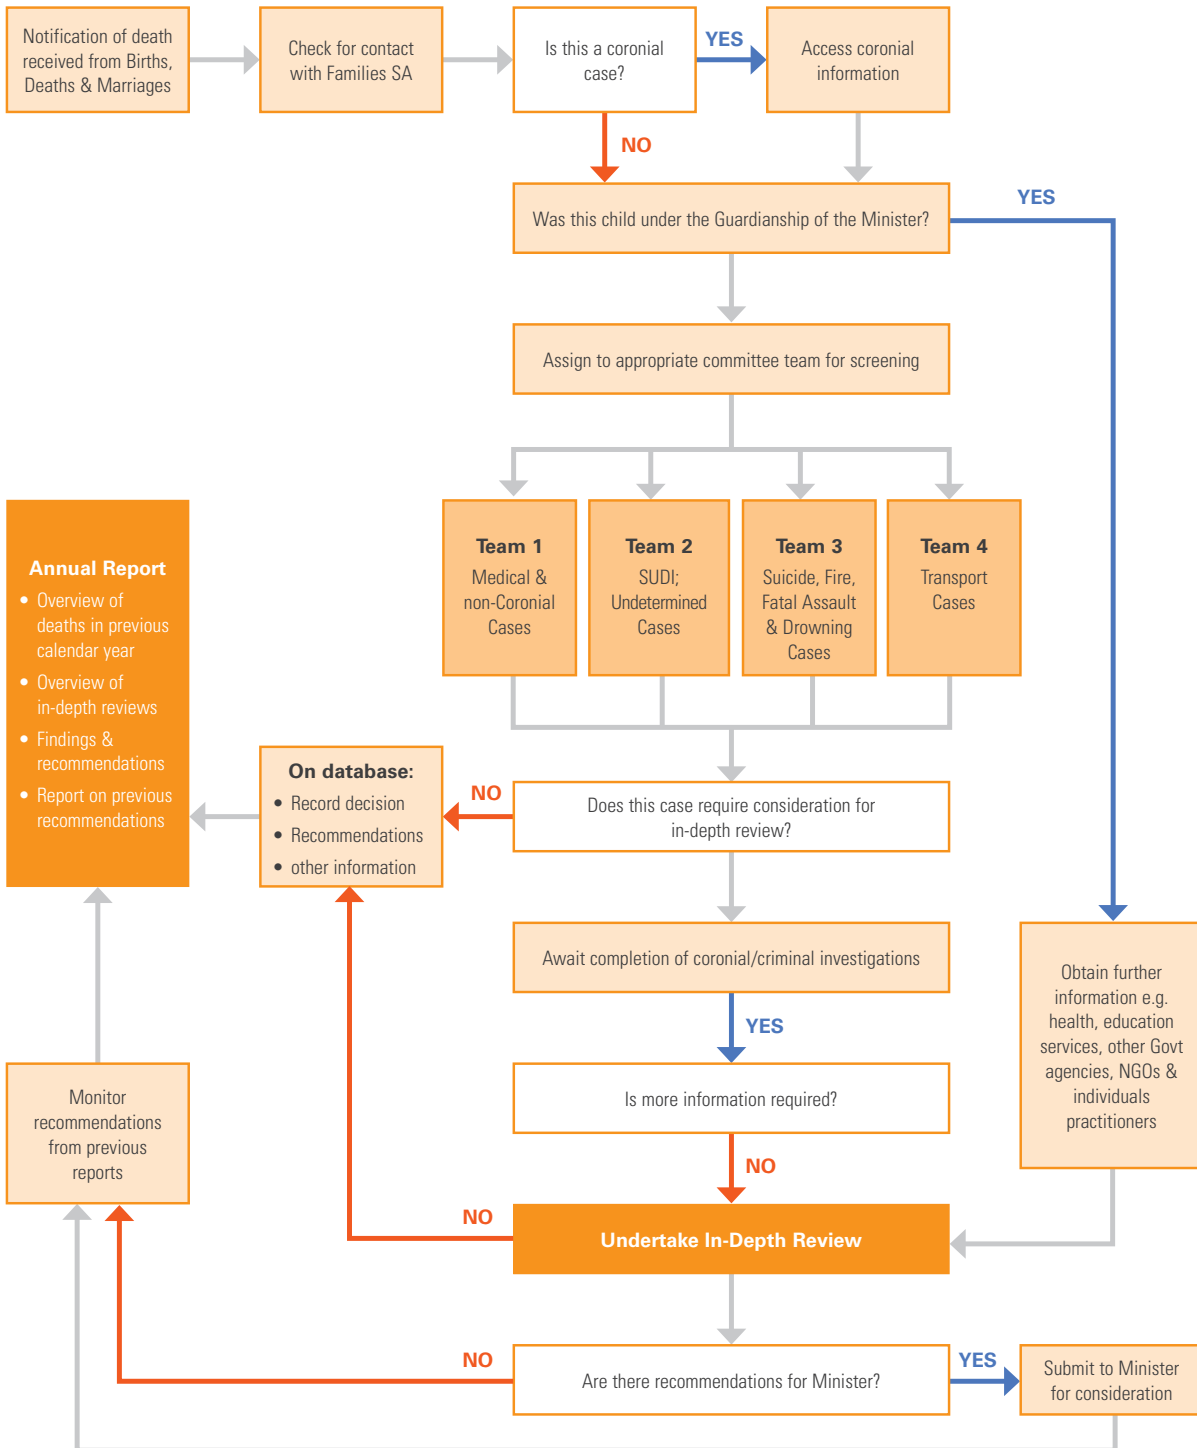 Notification of death
received from Births,
Deaths & Marriages
Check for contact
with Families SA
Is this a coronial
case?
YES
Access coronial
information
NO
Was this child under the Guardianship of the Minister?
YES
Assign to appropriate committee team for screening
Team 1
Medical &
non-Coronial
Cases
Team 2
SUDI;
Undetermined
Cases
Team 3
Suicide, Fire,
Fatal Assault
& Drowning
Cases
Team 4
Transport
Cases
Annual Report
• Overview of
deaths in previous
calendar year
• Overview of
in-depth reviews
• Findings &
recommendations
• Report on previous
recommendations
On database:
• Record decision
• Recommendations
• other information
NO
Does this case require consideration for
in-depth review?
Await completion of coronial/criminal investigations
YES
Is more information required?
NO
Obtain further
information e.g.
health, education
services, other Govt
agencies, NGOs &
individuals
practitioners
Monitor
recommendations
from previous
reports
NO
Undertake In-Depth Review
NO
Are there recommendations for Minister?
YES
Submit to Minister
for consideration